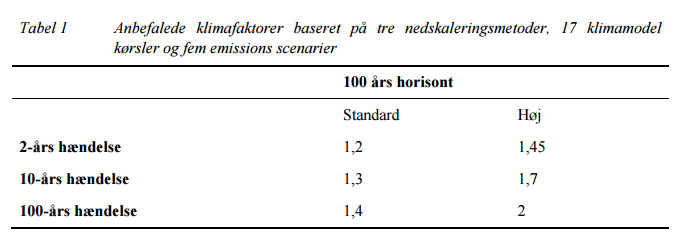 Tabel 1 Anbefalede klimafaktorer baseret på tre nedskaleringsmetoder, 17 klimamodel
kørsler og fem emissions scenarier
100 års horisont
Standard Høj
2-års hændelse 1,2 1,45
10-års hændelse 1,3 1,7
100-års hændelse 1,4 2